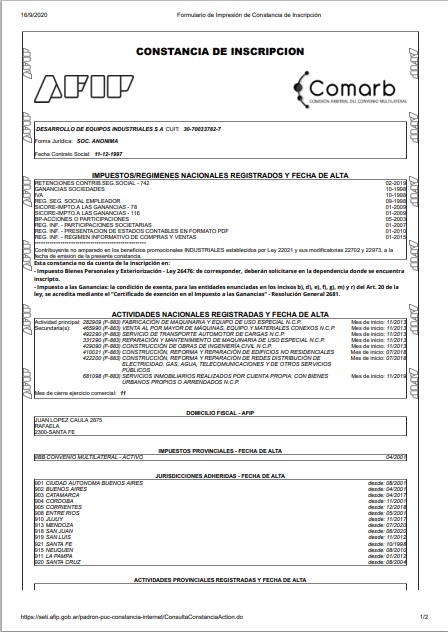 16/9/2020 Formulario de Impresión de Constancia de Inscripción
CONSTANCIA DE INSCRIPCION
AFIP
Comarb
COMISIÓN ARBITRAL DEL CONVENIO MULTILATERAL
DESARROLLO DE EQUIPOS INDUSTRIALES S A CUIT: 30-70033782-7
Forma Jurídica: SOC. ANONIMA
Fecha Contrato Social: 11-12-1997
IMPUESTOS/REGIMENES NACIONALES REGISTRADOS Y FECHA DE ALTA
RETENCIONES CONTRIB.SEG.SOCIAL - 742 02-2019
GANANCIAS SOCIEDADES 10-1998
IVA 10-1998
REG. SEG. SOCIAL EMPLEADOR 09-1998
SICORE-IMPTO.A LAS GANANCIAS - 78 01-2009
SICORE-IMPTO.A LAS GANANCIAS - 116 01-2009
BP-ACCIONES O PARTICIPACIONES 05-2003
REG. INF. - PARTICIPACIONES SOCIETARIAS 01-2007
REG. INF. - PRESENTACION DE ESTADOS CONTABLES EN FORMATO PDF 01-2010
REG. INF. - REGIMEN INFORMATIVO DE COMPRAS Y VENTAS 01-2015
Contribuyente no amparado en los beneficios promocionales INDUSTRIALES establecidos por Ley 22021 y sus modificatorias 22702 y 22973, a la
fecha de emisión de la presente constancia.
Esta constancia no da cuenta de la inscripción en:
- Impuesto Bienes Personales y Exteriorización - Ley 26476: de corresponder, deberán solicitarse en la dependencia donde se encuentra
inscripto.
- Impuesto a las Ganancias: la condición de exenta, para las entidades enunciadas en los incisos b), d), e), f), g), m) y r) del Art. 20 de la
ley, se acredita mediante el "Certificado de exención en el Impuesto a las Ganancias" - Resolución General 2681.
ACTIVIDADES NACIONALES REGISTRADAS Y FECHA DE ALTA
Actividad principal: 282909 (F-883) FABRICACIÓN DE MAQUINARIA Y EQUIPO DE USO ESPECIAL N.C.P. Mes de inicio: 11/2013
Secundaria(s): 465990 (F-883) VENTA AL POR MAYOR DE MÁQUINAS, EQUIPO Y MATERIALES CONEXOS N.C.P. Mes de inicio: 11/2013
492290 (F-883) SERVICIO DE TRANSPORTE AUTOMOTOR DE CARGAS N.C.P. Mes de inicio: 11/2013
331290 (F-883) REPARACIÓN Y MANTENIMIENTO DE MAQUINARIA DE USO ESPECIAL N.C.P. Mes de inicio: 11/2013
429090 (F-883) CONSTRUCCIÓN DE OBRAS DE INGENIERÍA CIVIL N.C.P. Mes de inicio: 11/2013
410021 (F-883) CONSTRUCCIÓN, REFORMA Y REPARACIÓN DE EDIFICIOS NO RESIDENCIALES Mes de inicio: 07/2018
422200 (F-883) CONSTRUCCIÓN, REFORMA Y REPARACIÓN DE REDES DISTRIBUCIÓN DE Mes de inicio: 07/2018
ELECTRICIDAD, GAS, AGUA, TELECOMUNICACIONES Y DE OTROS SERVICIOS
PÚBLICOS
681098 (F-883) SERVICIOS INMOBILIARIOS REALIZADOS POR CUENTA PROPIA, CON BIENES Mes de inicio: 11/2019
URBANOS PROPIOS O ARRENDADOS N.C.P.
Mes de cierre ejercicio comercial: 11
DOMICILIO FISCAL - AFIP
JUAN LOPEZ CAULA 2875
RAFAELA
2300-SANTA FE
IMPUESTOS PROVINCIALES - FECHA DE ALTA
IIBB CONVENIO MULTILATERAL - ACTIVO 04/2001
JURISDICCIONES ADHERIDAS - FECHA DE ALTA
901 CIUDAD AUTONOMA BUENOS AIRES desde: 08/2001
902 BUENOS AIRES desde: 04/2001
903 CATAMARCA desde: 04/2017
904 CORDOBA desde: 11/2001
905 CORRIENTES desde: 12/2018
908 ENTRE RIOS desde: 05/2001
910 JUJUY desde: 11/2017
913 MENDOZA desde: 07/2020
918 SAN JUAN desde: 08/2020
919 SAN LUIS desde: 11/2012
921 SANTA FE desde: 10/1998
915 NEUQUEN desde: 08/2010
911 LA PAMPA desde: 01/2012
920 SANTA CRUZ desde: 08/2004
ACTIVIDADES PROVINCIALES REGISTRADAS Y FECHA DE ALTA
https://seti.afip.gob.ar/padron-puc-constancia-internet/ConsultaConstanciaAction.do 1/2